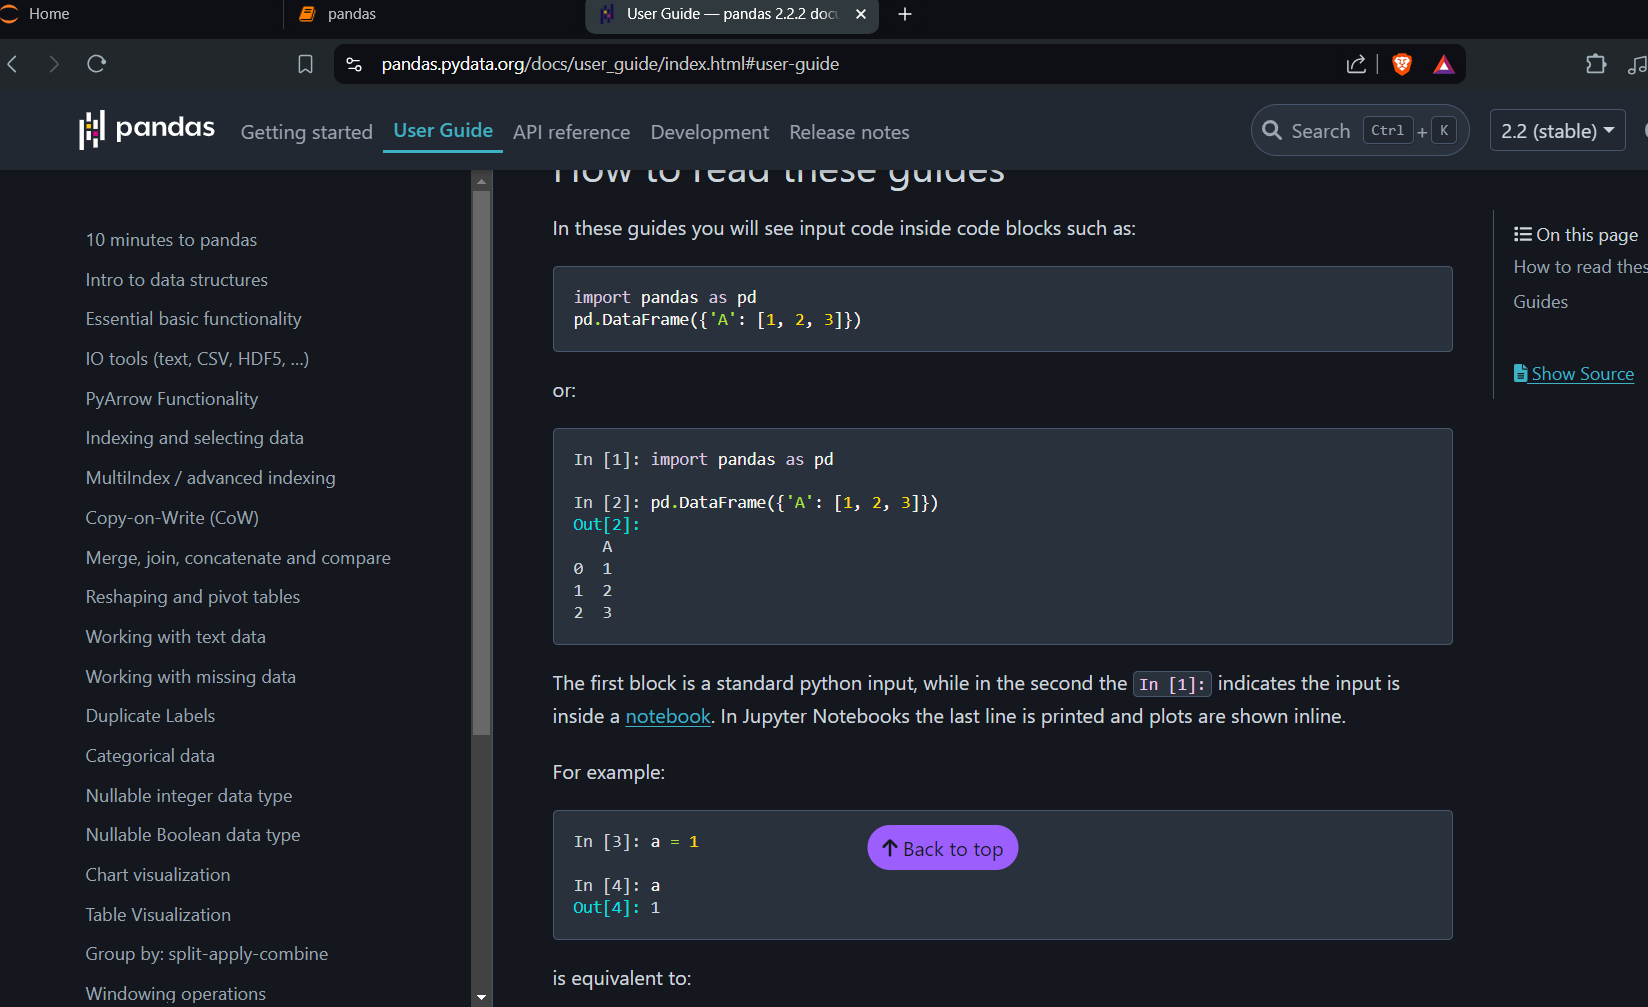 Home
pandas
User Guide — pandas 2.2.2 docu
pandas.pydata.org/docs/user_guide/index.html#user-guide
pandas
Getting started
User Guide
API reference
Development
Release notes
Search Ctrl + K
2.2 (stable)
10 minutes to pandas
Intro to data structures
Essential basic functionality
IO tools (text, CSV, HDF5, …)
PyArrow Functionality
Indexing and selecting data
MultiIndex / advanced indexing
Copy-on-Write (CoW)
Merge, join, concatenate and compare
Reshaping and pivot tables
Working with text data
Working with missing data
Duplicate Labels
Categorical data
Nullable integer data type
Nullable Boolean data type
Chart visualization
Table Visualization
Group by: split-apply-combine
Windowing operations
How to read these guides
In these guides you will see input code inside code blocks such as:
import pandas as pd
pd.DataFrame({'A': [1, 2, 3]})
or:
In [1]: import pandas as pd
In [2]: pd.DataFrame({'A': [1, 2, 3]})
Out[2]:
A
0 1
1 2
2 3
The first block is a standard python input, while in the second the In [1]: indicates the input is
inside a notebook. In Jupyter Notebooks the last line is printed and plots are shown inline.
For example:
In [3]: a = 1
In [4]: a
Out[4]: 1
Back to top
is equivalent to:
On this page
How to read thes
Guides
Show Source